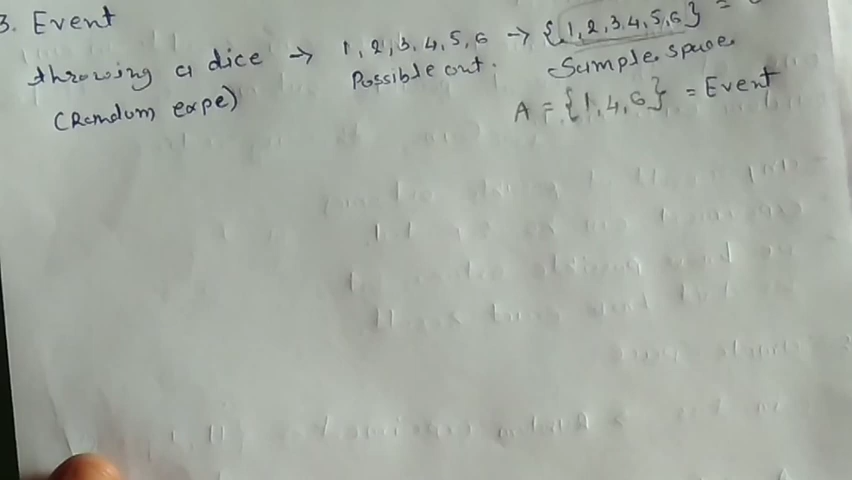 3. Event
throwing a dice → 1, 2, 3, 4, 5, 6 → {1, 2, 3, 4, 5, 6} =
(Random expe) Possible out. Sample space
A = {1, 4, 6} = Event